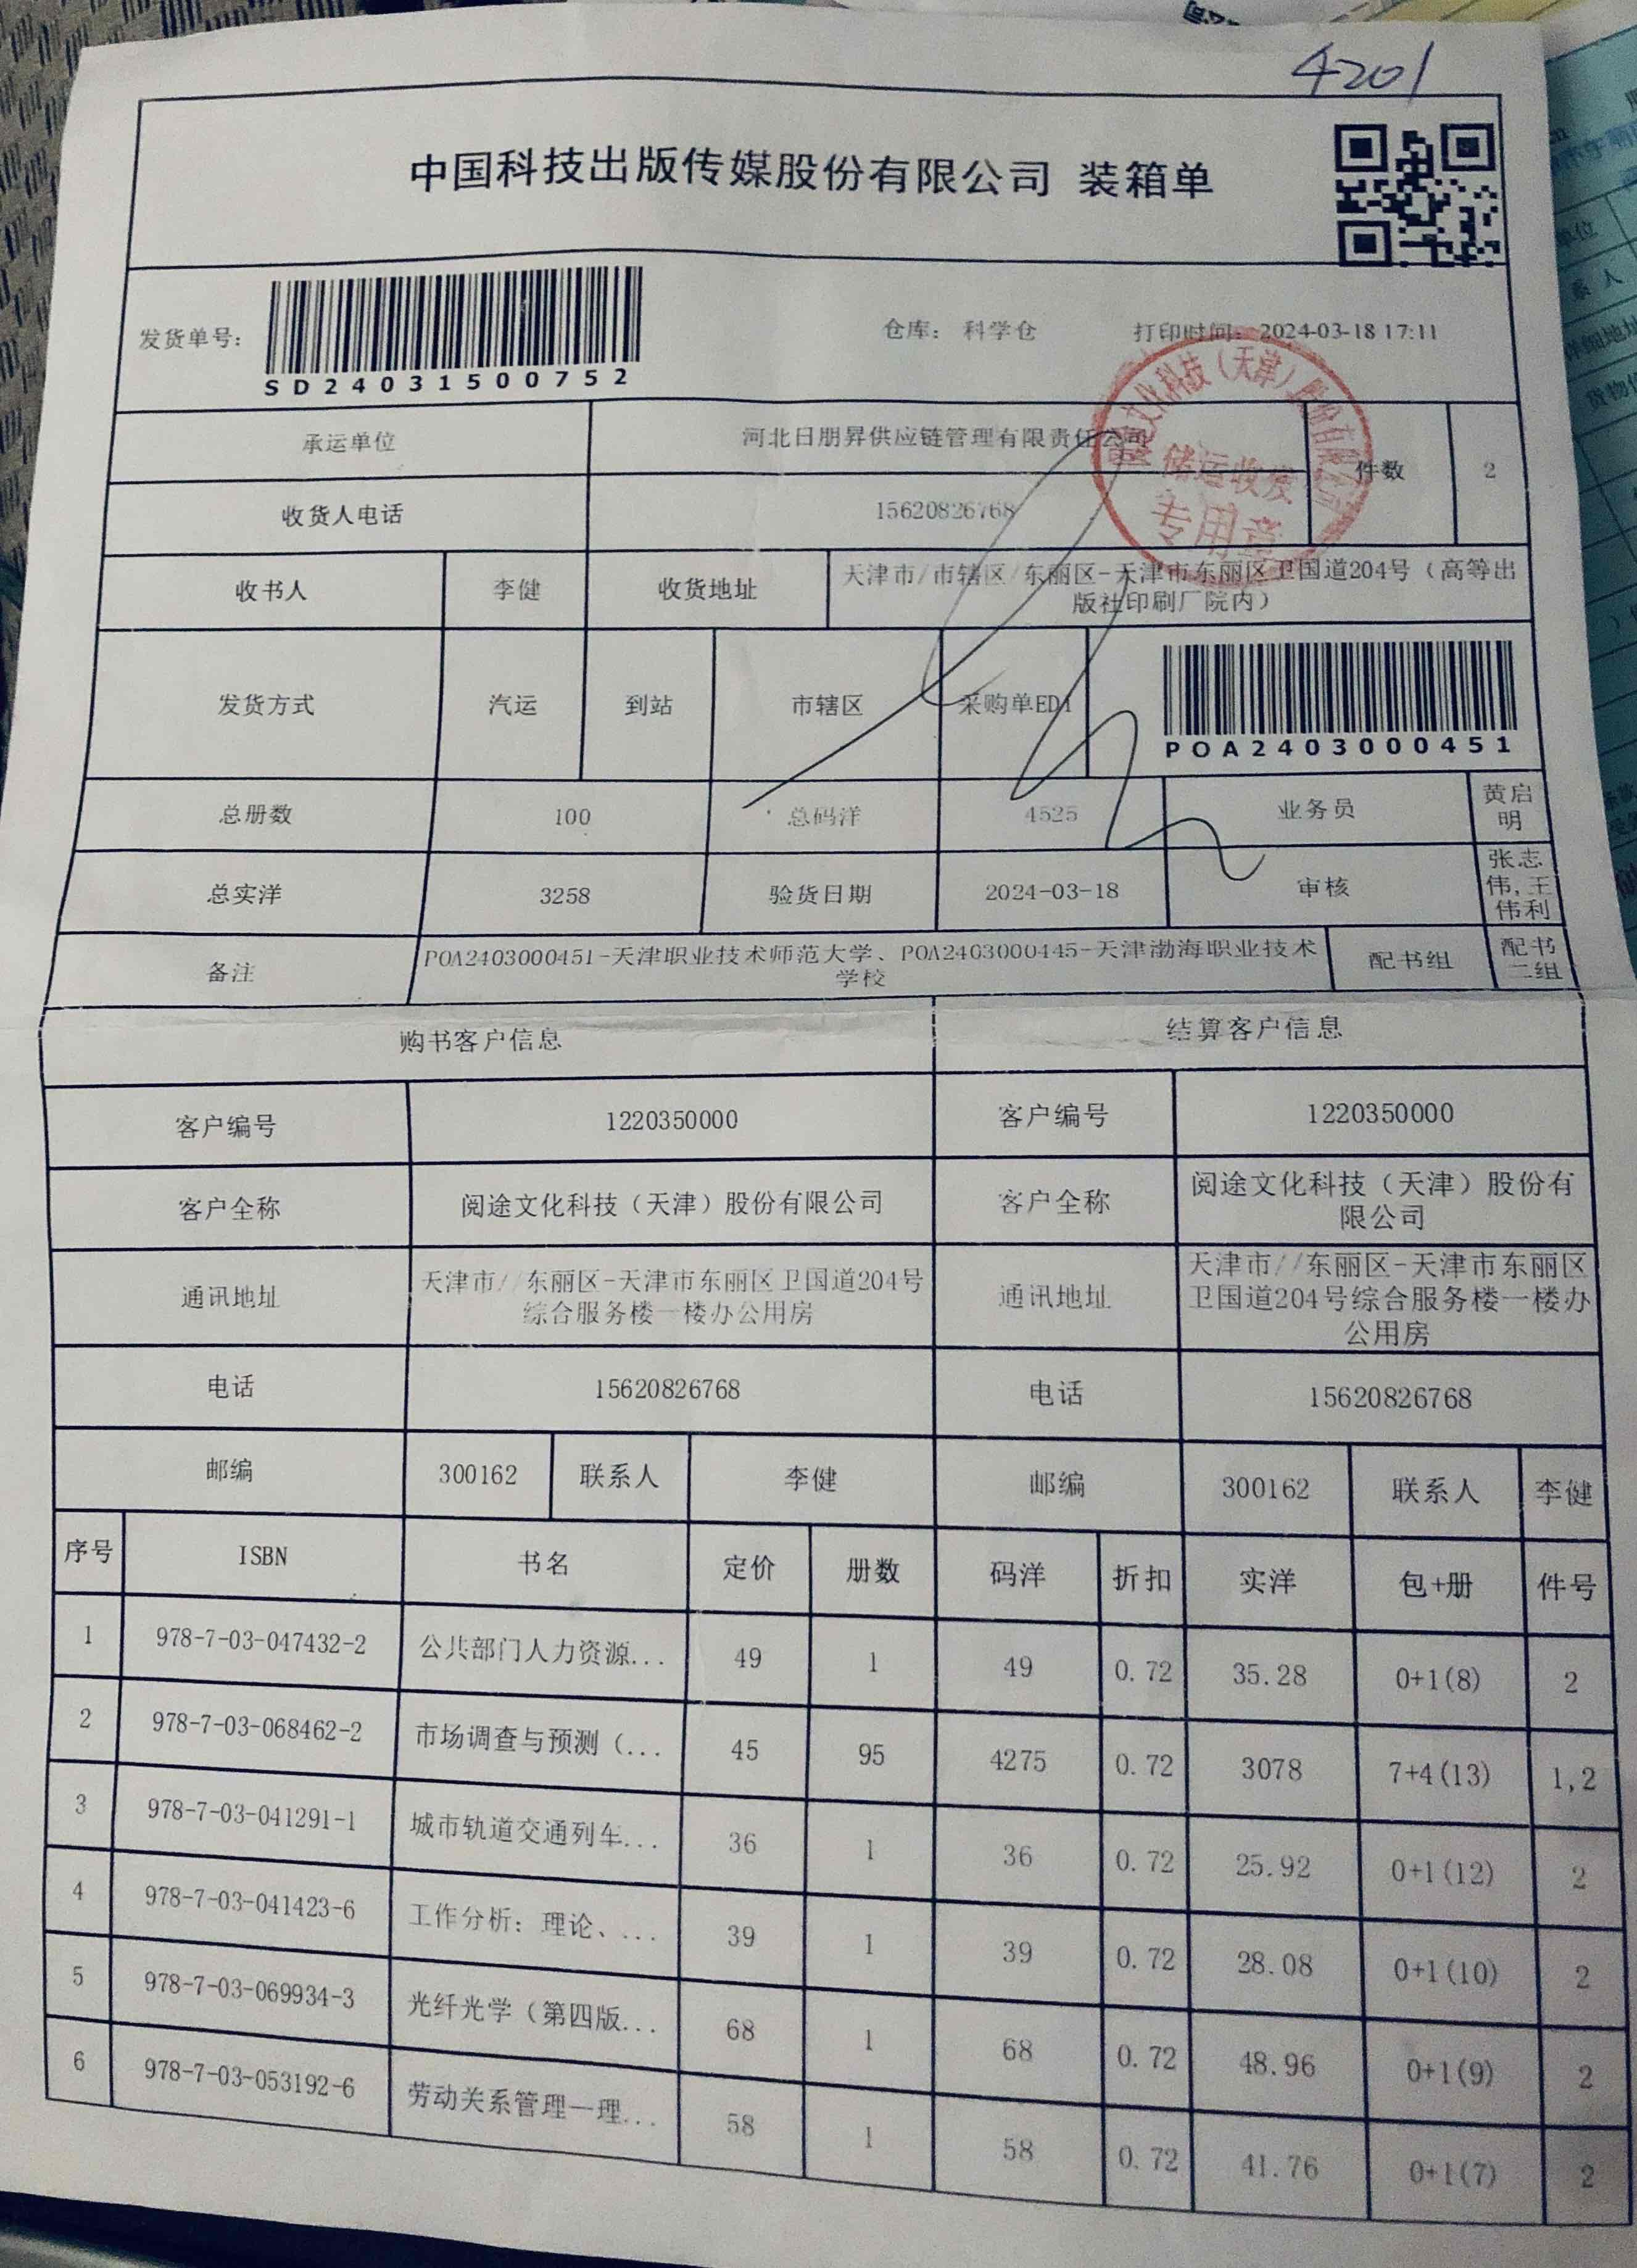 4201
中国科技出版传媒股份有限公司 装箱单
发货单号:
SD24031500752
仓库: 科学仓
打印时间: 2024-03-18 17:11
承运单位
河北日朋昇供应链管理有限责任公司
件数
2
收货人电话
15620826768
文化科技(天津)股份有限
储运收发
专用章
收书人
李健
收货地址
天津市/市辖区/东丽区-天津市东丽区卫国道204号(高等出
版社印刷厂院内)
发货方式
汽运
到站
市辖区
采购单EDI
POA2403000451
总册数
100
总码洋
4525
业务员
黄启
明
总实洋
3258
验货日期
2024-03-18
审核
张志
伟,王
伟利
备注
POA2403000451-天津职业技术师范大学、POA2403000445-天津渤海职业技术
学校
配书组
配书
二组
购书客户信息
结算客户信息
客户编号
1220350000
客户编号
1220350000
客户全称
阅途文化科技(天津)股份有限公司
客户全称
阅途文化科技(天津)股份有
限公司
通讯地址
天津市//东丽区-天津市东丽区卫国道204号
综合服务楼一楼办公用房
通讯地址
天津市//东丽区-天津市东丽区
卫国道204号综合服务楼一楼办
公用房
电话
15620826768
电话
15620826768
邮编
300162
联系人
李健
邮编
300162
联系人
李健
序号 ISBN 书名 定价 册数 码洋 折扣 实洋 包+册 件号
1 978-7-03-047432-2 公共部门人力资源... 49 1 49 0.72 35.28 0+1(8) 2
2 978-7-03-068462-2 市场调查与预测(... 45 95 4275 0.72 3078 7+4(13) 1,2
3 978-7-03-041291-1 城市轨道交通列车... 36 1 36 0.72 25.92 0+1(12) 2
4 978-7-03-041423-6 工作分析:理论、... 39 1 39 0.72 28.08 0+1(10) 2
5 978-7-03-069934-3 光纤光学(第四版... 68 1 68 0.72 48.96 0+1(9) 2
6 978-7-03-053192-6 劳动关系管理—理... 58 1 58 0.72 41.76 0+1(7) 2